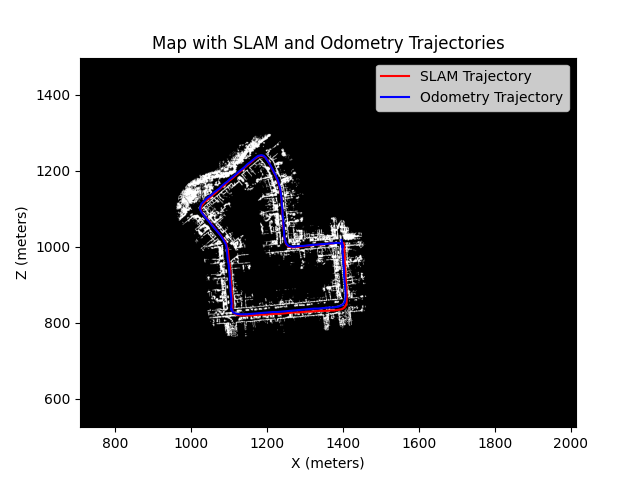 Map with SLAM and Odometry Trajectories
SLAM Trajectory
Odometry Trajectory
1400
1200
1000
800
600
Z (meters)
800 1000 1200 1400 1600 1800 2000
X (meters)